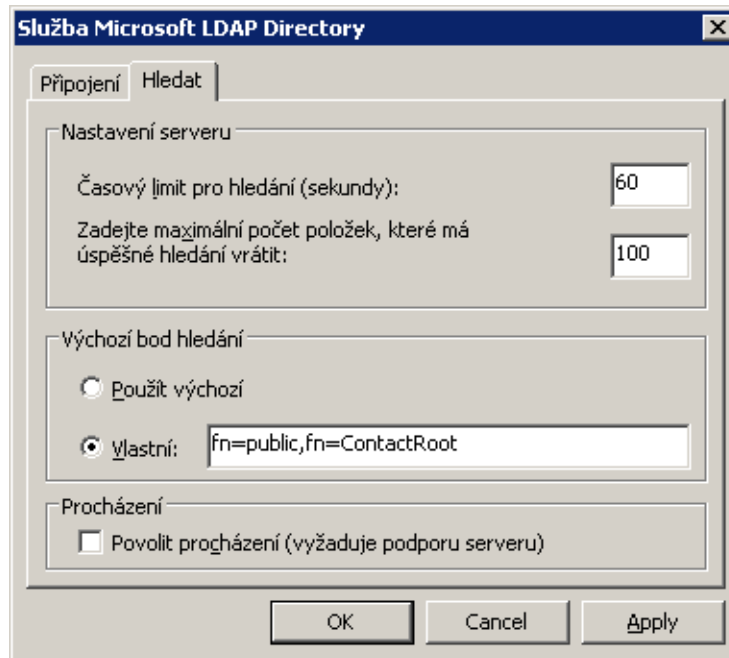 Služba Microsoft LDAP Directory
Připojení
Hledat
Nastavení serveru
Časový limit pro hledání (sekundy):
60
Zadejte maximální počet položek, které má
úspěšné hledání vrátit:
100
Výchozí bod hledání
Použít výchozí
Vlastní:
fn=public,fn=ContactRoot
Procházení
Povolit procházení (vyžaduje podporu serveru)
OK
Cancel
Apply